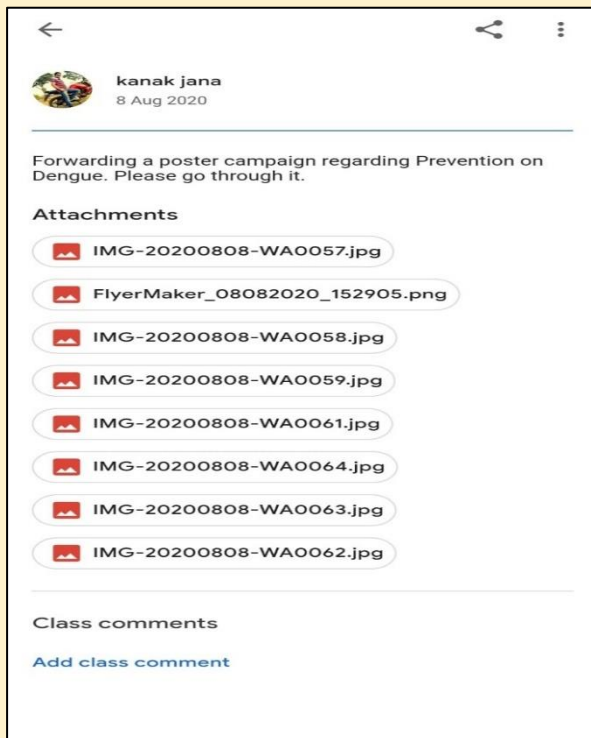 kanak jana
8 Aug 2020
Forwarding a poster campaign regarding Prevention on
Dengue. Please go through it.
Attachments
IMG-20200808-WA0057.jpg
FlyerMaker_08082020_152905.png
IMG-20200808-WA0058.jpg
IMG-20200808-WA0059.jpg
IMG-20200808-WA0061.jpg
IMG-20200808-WA0064.jpg
IMG-20200808-WA0063.jpg
IMG-20200808-WA0062.jpg
Class comments
Add class comment